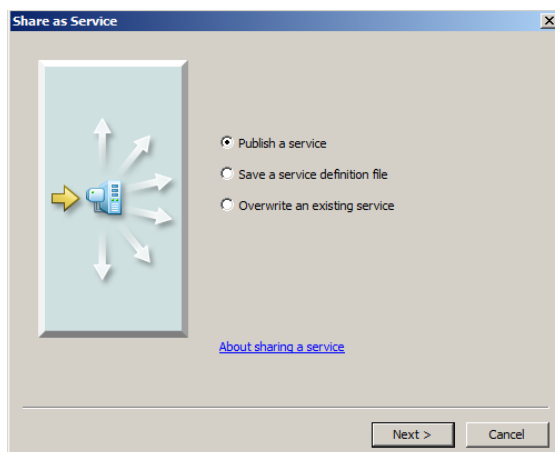 Share as Service
Publish a service
Save a service definition file
Overwrite an existing service
About sharing a service
Next >
Cancel